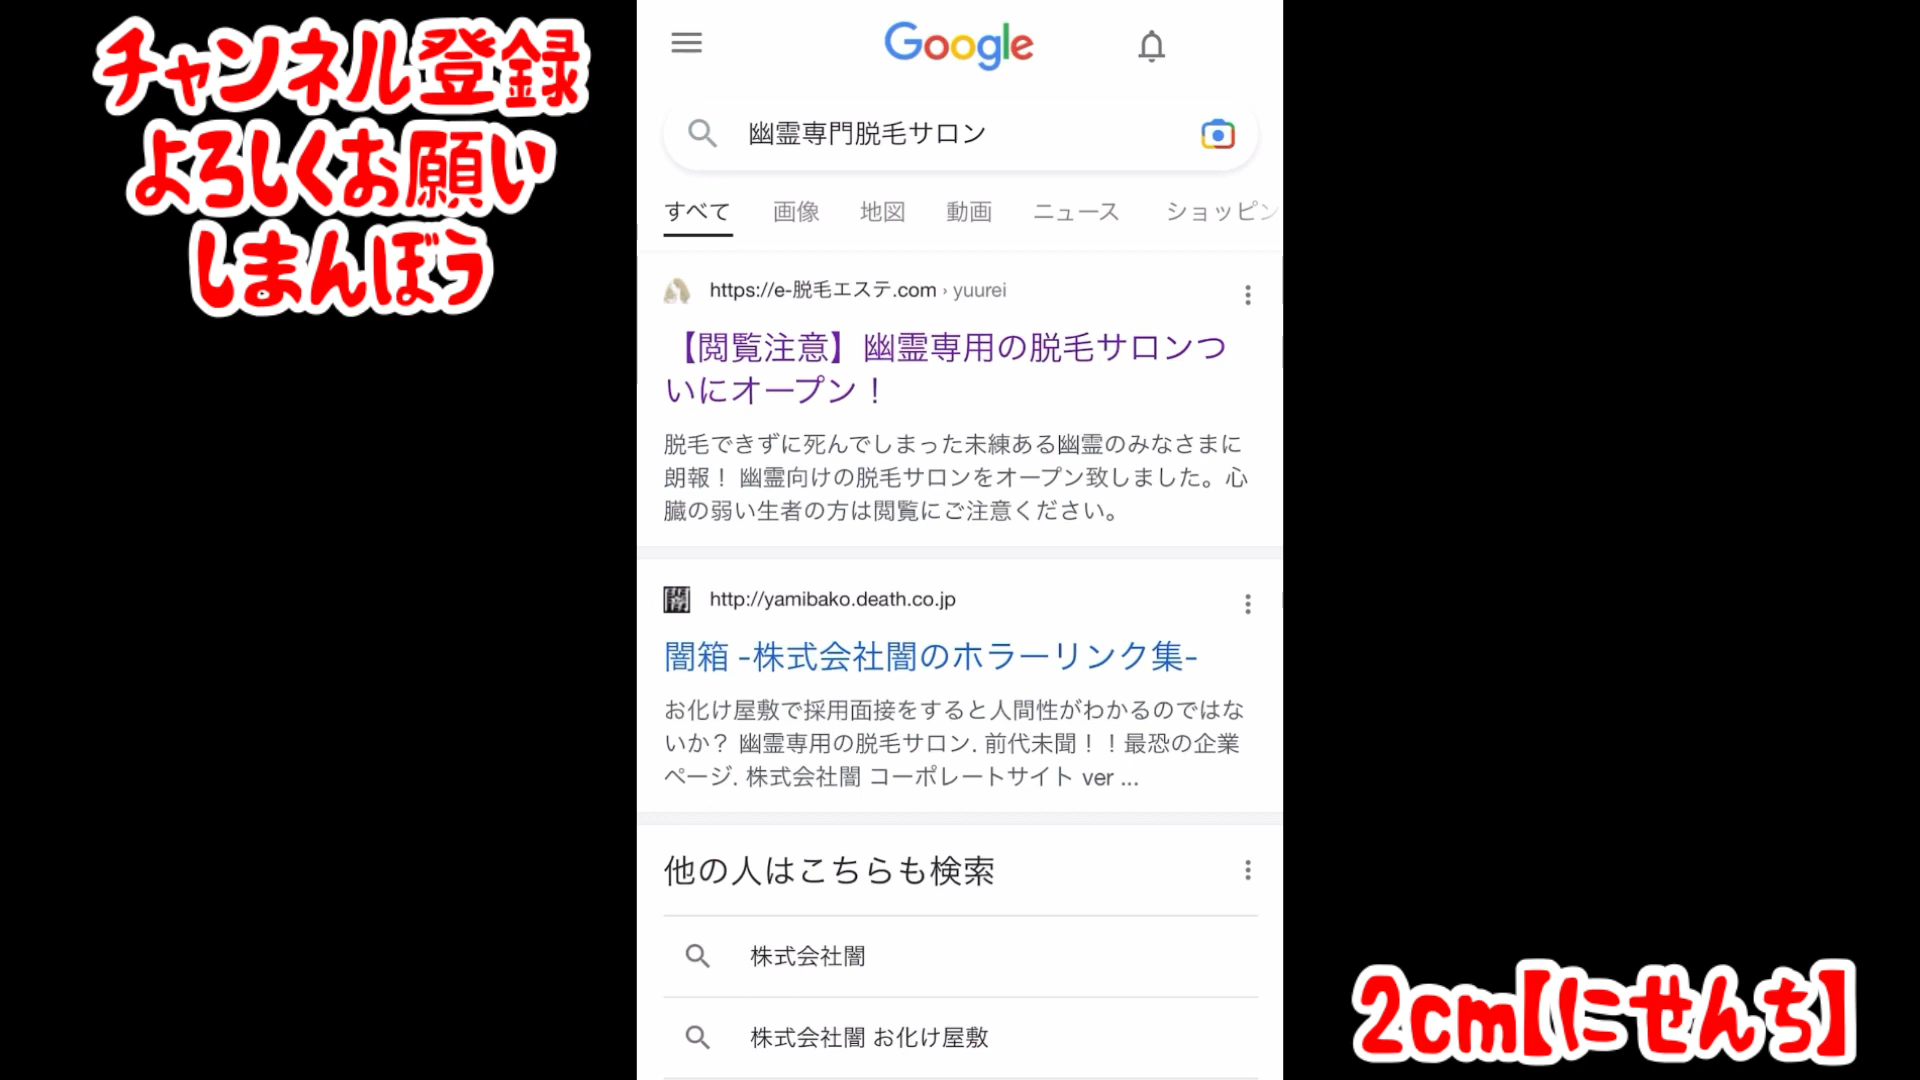 チャンネル登録
よろしくお願い
しまんぼう
Google
幽霊専門脱毛サロン
すべて 画像 地図 動画 ニュース ショッピン
https://e-脱毛エステ.com › yuurei
【閲覧注意】幽霊専用の脱毛サロンつ
いにオープン！
脱毛できずに死んでしまった未練ある幽霊のみなさまに
朗報！ 幽霊向けの脱毛サロンをオープン致しました。心
臓の弱い生者の方は閲覧にご注意ください。
http://yamibako.death.co.jp
闇箱 -株式会社闇のホラーリンク集-
お化け屋敷で採用面接をすると人間性がわかるのではな
いか？ 幽霊専用の脱毛サロン. 前代未聞！！最恐の企業
ページ. 株式会社闇 コーポレートサイト ver ...
他の人はこちらも検索
株式会社闇
株式会社闇 お化け屋敷
2cm【にせんち】